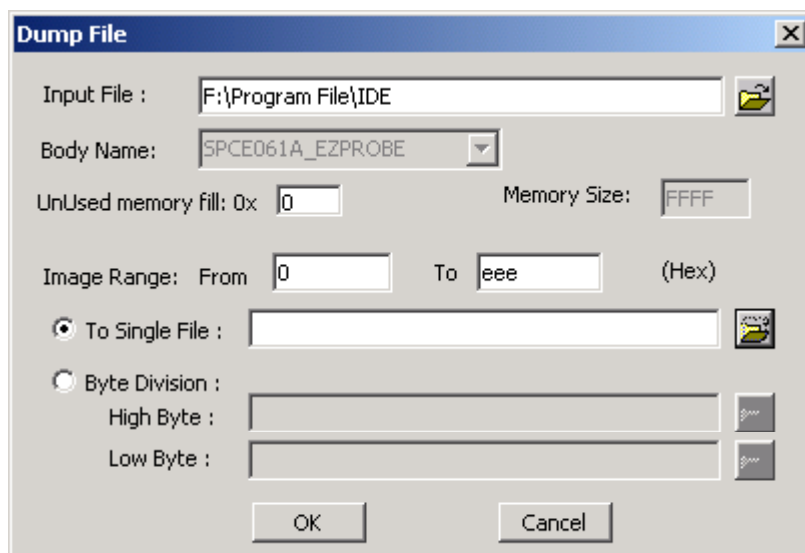 Dump File
Input File : F:\Program File\IDE
Body Name: SPCE061A_EZPROBE
UnUsed memory fill: 0x 0 Memory Size: FFFF
Image Range: From 0 To eee (Hex)
To Single File :
Byte Division :
High Byte :
Low Byte :
OK Cancel